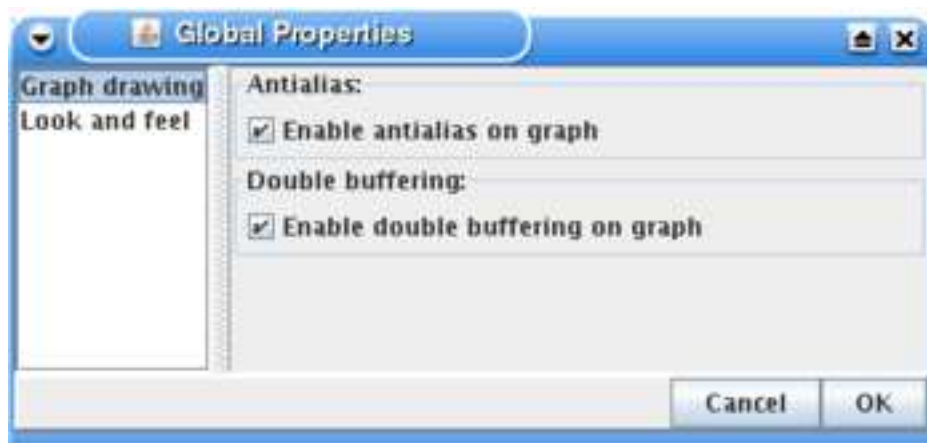 Global Properties
Graph drawing
Look and feel
Antialias:
Enable antialias on graph
Double buffering:
Enable double buffering on graph
Cancel
OK